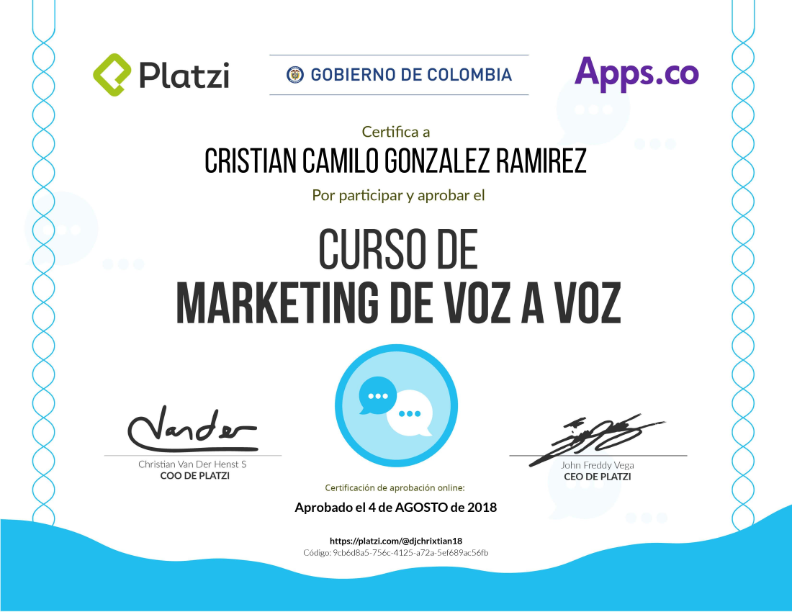 Platzi
GOBIERNO DE COLOMBIA
Apps.co
Certifica a
CRISTIAN CAMILO GONZALEZ RAMIREZ
Por participar y aprobar el
CURSO DE
MARKETING DE VOZ A VOZ
Vander
Christian Van Der Henst S
COO DE PLATZI
John Freddy Vega
CEO DE PLATZI
Certificación de aprobación online:
Aprobado el 4 de AGOSTO de 2018
https://platzi.com/@djchrixtian18
Código: 9cb6d8a5-756c-4125-a72a-5ef689ac56fb